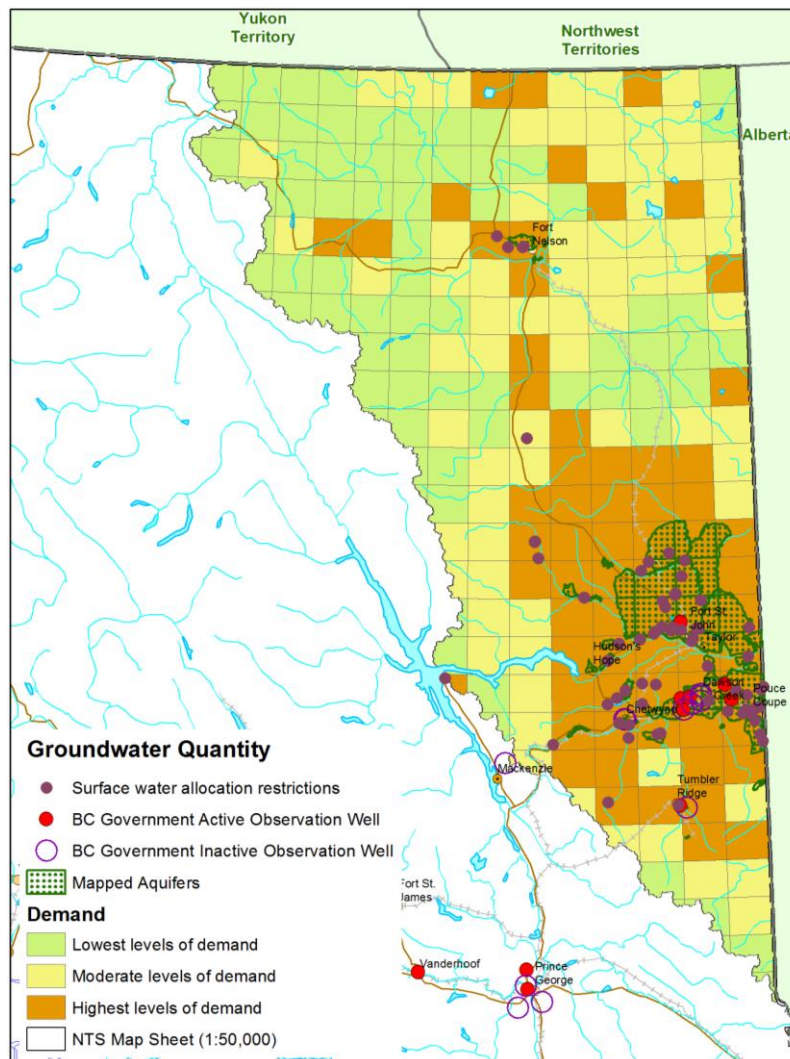 Yukon
Territory
Northwest
Territories
Alberta
Fort
Nelson
Fort St.
John
Taylor
Hudson's
Hope
Dawson
Creek
Pouce
Coupe
Chetwynd
Mackenzie
Tumbler
Ridge
Fort St.
James
Vanderhoof
Prince
George
Groundwater Quantity
Surface water allocation restrictions
BC Government Active Observation Well
BC Government Inactive Observation Well
Mapped Aquifers
Demand
Lowest levels of demand
Moderate levels of demand
Highest levels of demand
NTS Map Sheet (1:50,000)